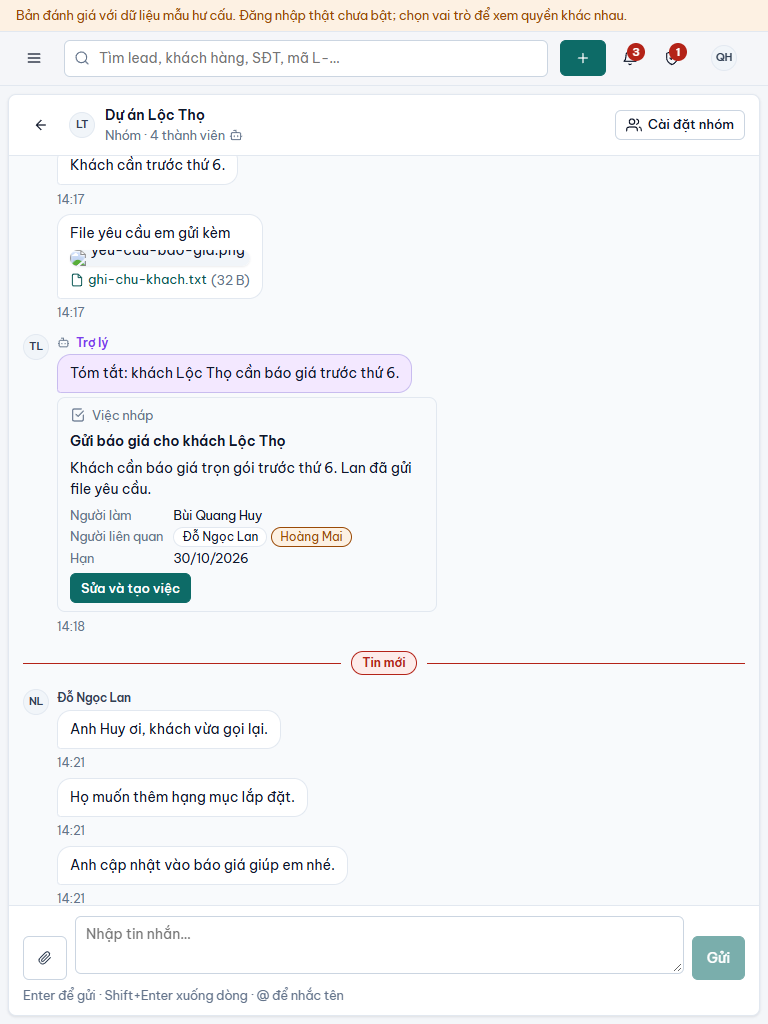 Bản đánh giá với dữ liệu mẫu hư cấu. Đăng nhập thật chưa bật; chọn vai trò để xem quyền khác nhau.
Tìm lead, khách hàng, SĐT, mã L-...
+
3
1
QH
LT
Dự án Lộc Thọ
Nhóm · 4 thành viên
Cài đặt nhóm
Khách cần trước thứ 6.
14:17
File yêu cầu em gửi kèm
yeu-cau-bao-gia.png
ghi-chu-khach.txt (32 B)
14:17
TL
Trợ lý
Tóm tắt: khách Lộc Thọ cần báo giá trước thứ 6.
Việc nháp
Gửi báo giá cho khách Lộc Thọ
Khách cần báo giá trọn gói trước thứ 6. Lan đã gửi
file yêu cầu.
Người làm Bùi Quang Huy
Người liên quan Đỗ Ngọc Lan Hoàng Mai
Hạn 30/10/2026
Sửa và tạo việc
14:18
Tin mới
NL
Đỗ Ngọc Lan
Anh Huy ơi, khách vừa gọi lại.
14:21
Họ muốn thêm hạng mục lắp đặt.
14:21
Anh cập nhật vào báo giá giúp em nhé.
14:21
Nhập tin nhắn...
Gửi
Enter để gửi · Shift+Enter xuống dòng · @ để nhắc tên